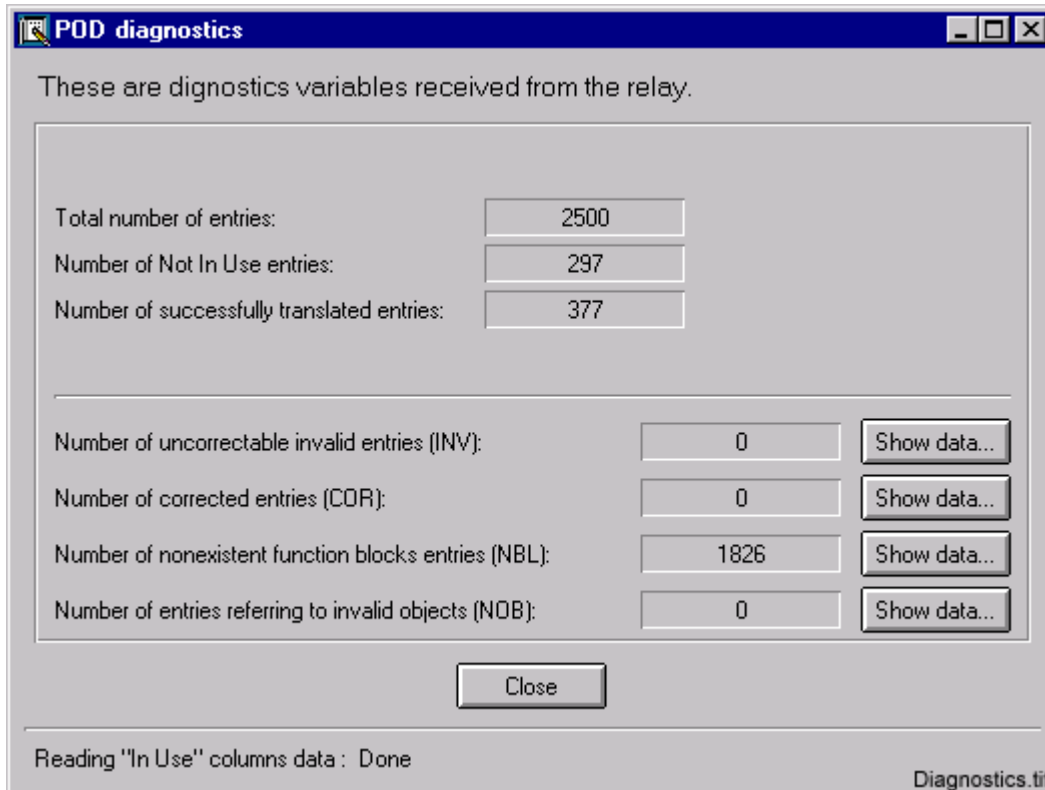 POD diagnostics
These are dignostics variables received from the relay.
Total number of entries: 2500
Number of Not In Use entries: 297
Number of successfully translated entries: 377
Number of uncorrectable invalid entries (INV): 0 Show data...
Number of corrected entries (COR): 0 Show data...
Number of nonexistent function blocks entries (NBL): 1826 Show data...
Number of entries referring to invalid objects (NOB): 0 Show data...
Close
Reading "In Use" columns data : Done
Diagnostics.ti